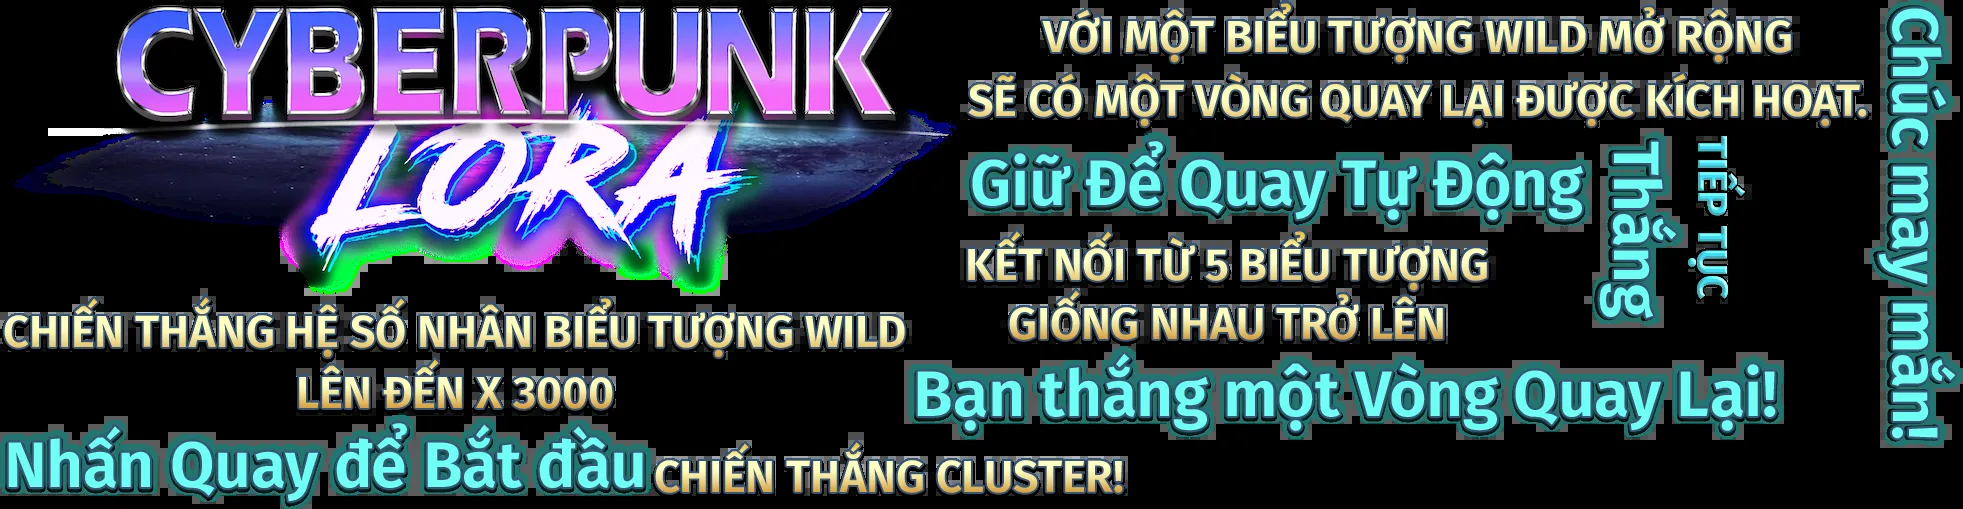 CYBERPUNK
LORA
VỚI MỘT BIỂU TƯỢNG WILD MỞ RỘNG
SẼ CÓ MỘT VÒNG QUAY LẠI ĐƯỢC KÍCH HOẠT.
Giữ Để Quay Tự Động
Thắng
TIẾP TỤC
Chúc may mắn!
KẾT NỐI TỪ 5 BIỂU TƯỢNG
GIỐNG NHAU TRỞ LÊN
CHIẾN THẮNG HỆ SỐ NHÂN BIỂU TƯỢNG WILD
LÊN ĐẾN X 3000
Bạn thắng một Vòng Quay Lại!
Nhấn Quay để Bắt đầu
CHIẾN THẮNG CLUSTER!